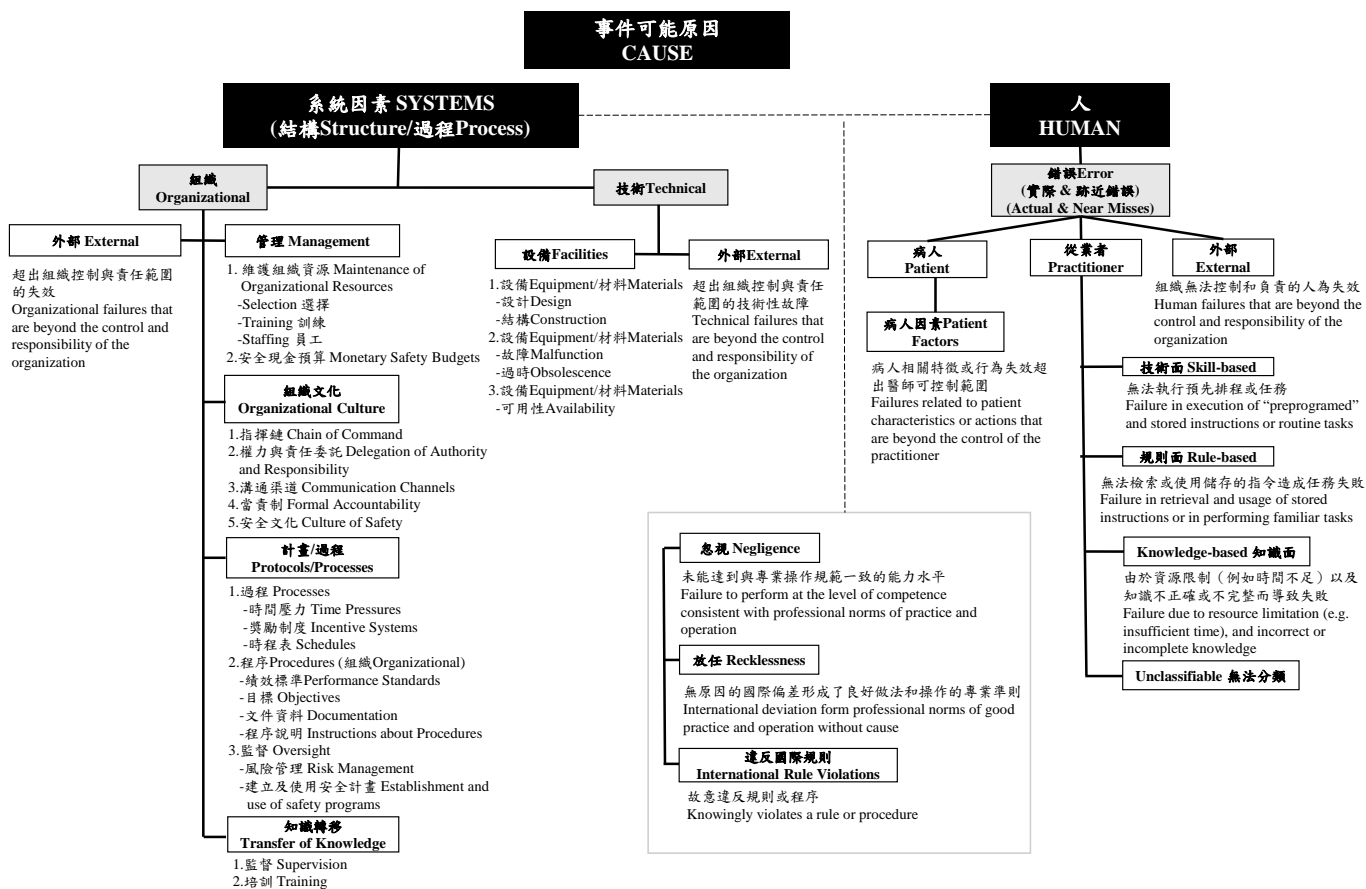 事件可能原因
CAUSE
系統因素 SYSTEMS
(結構Structure/過程Process)
組織
Organizational
外部 External
超出組織控制與責任範圍
的失效
Organizational failures that
are beyond the control and
responsibility of the
organization
管理 Management
1. 維護組織資源 Maintenance of
Organizational Resources
-Selection 選擇
-Training 訓練
-Staffing 員工
2.安全現金預算 Monetary Safety Budgets
組織文化
Organizational Culture
1.指揮鏈 Chain of Command
2.權力與責任委託 Delegation of Authority
and Responsibility
3.溝通渠道 Communication Channels
4.當責制 Formal Accountability
5.安全文化 Culture of Safety
計畫/過程
Protocols/Processes
1.過程 Processes
-時間壓力 Time Pressures
-獎勵制度 Incentive Systems
-時程表 Schedules
2.程序Procedures (組織Organizational)
-績效標準Performance Standards
-目標 Objectives
-文件資料 Documentation
-程序說明 Instructions about Procedures
3.監督 Oversight
-風險管理 Risk Management
-建立及使用安全計畫 Establishment and
use of safety programs
知識轉移
Transfer of Knowledge
1.監督 Supervision
2.培訓 Training
技術Technical
設備Facilities
1.設備Equipment/材料Materials
-設計Design
-結構Construction
2.設備Equipment/材料Materials
-故障Malfunction
-過時Obsolescence
3.設備Equipment/材料Materials
-可用性Availability
外部External
超出組織控制與責任
範圍的技術性故障
Technical failures that
are beyond the control
and responsibility of
the organization
人
HUMAN
錯誤Error
(實際 & 跡近錯誤)
(Actual & Near Misses)
病人
Patient
病人因素Patient
Factors
病人相關特徵或行為失效超
出醫師可控制範圍
Failures related to patient
characteristics or actions that
are beyond the control of the
practitioner
從業者
Practitioner
外部
External
組織無法控制和負責的人為失效
Human failures that are beyond the
control and responsibility of the
organization
技術面 Skill-based
無法執行預先排程或任務
Failure in execution of “preprogramed”
and stored instructions or routine tasks
規則面 Rule-based
無法檢索或使用儲存的指令造成任務失敗
Failure in retrieval and usage of stored
instructions or in performing familiar tasks
Knowledge-based 知識面
由於資源限制（例如時間不足）以及
知識不正確或不完整而導致失敗
Failure due to resource limitation (e.g.
insufficient time), and incorrect or
incomplete knowledge
Unclassifiable 無法分類
忽視 Negligence
未能達到與專業操作規範一致的能力水平
Failure to perform at the level of competence
consistent with professional norms of practice and
operation
放任 Recklessness
無原因的國際偏差形成了良好做法和操作的專業準則
International deviation form professional norms of good
practice and operation without cause
違反國際規則
International Rule Violations
故意違反規則或程序
Knowingly violates a rule or procedure